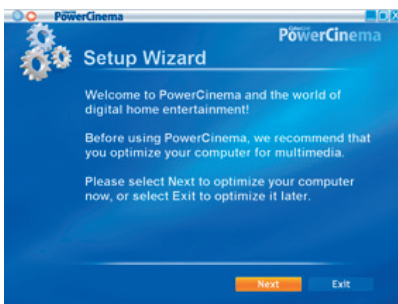 PowerCinema
CyberLink
PowerCinema
Setup Wizard
Welcome to PowerCinema and the world of
digital home entertainment!
Before using PowerCinema, we recommend that
you optimize your computer for multimedia.
Please select Next to optimize your computer
now, or select Exit to optimize it later.
Next Exit